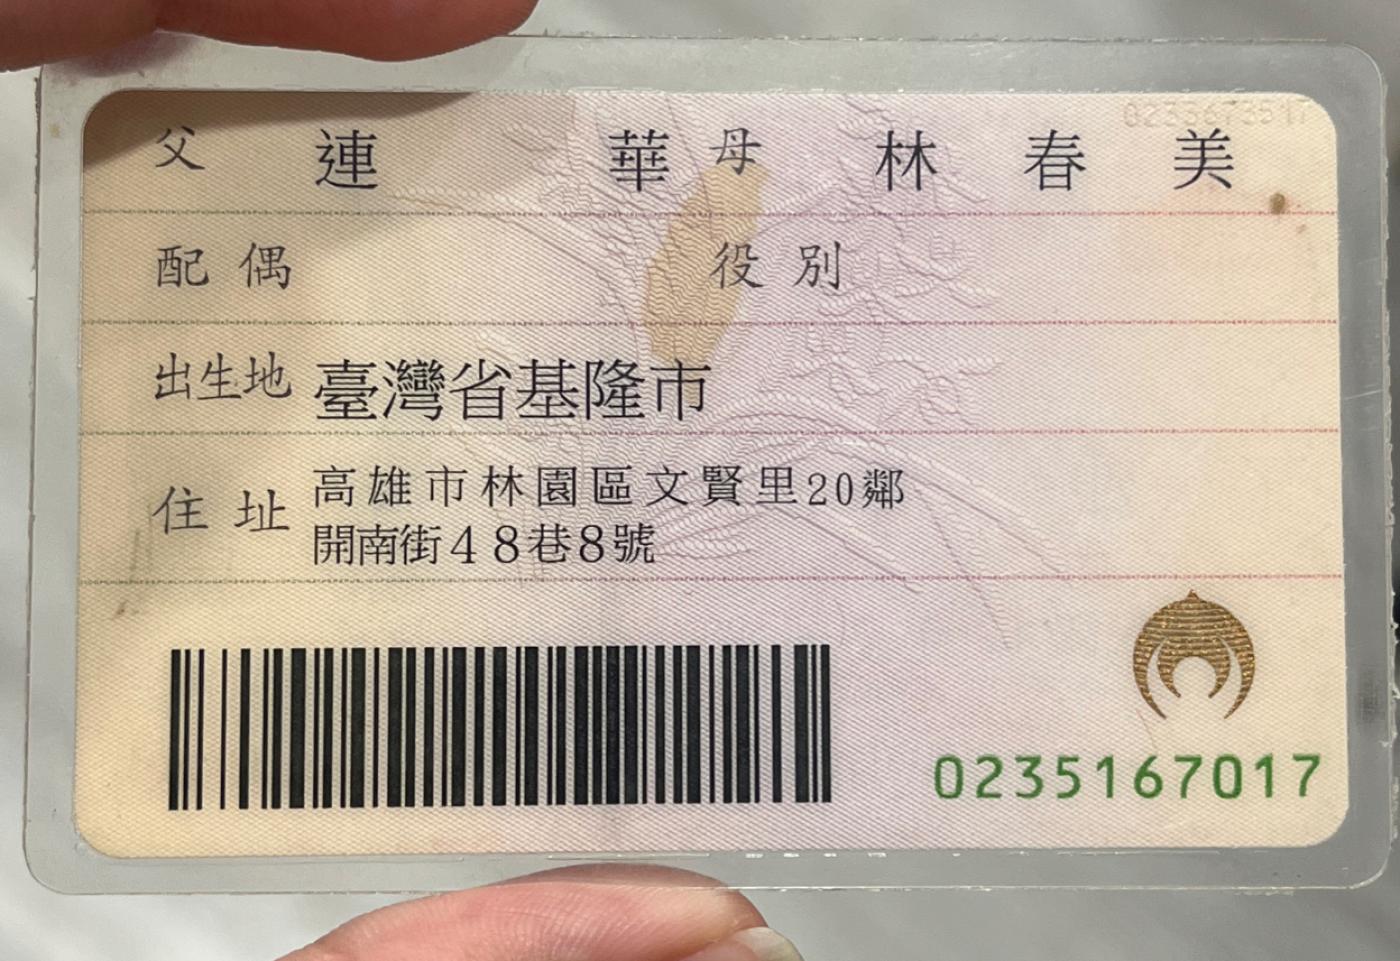 父 連 華 母 林 春 美
配偶 役別
出生地 臺灣省基隆市
住址 高雄市林園區文賢里20鄰
開南街48巷8號
0235167017